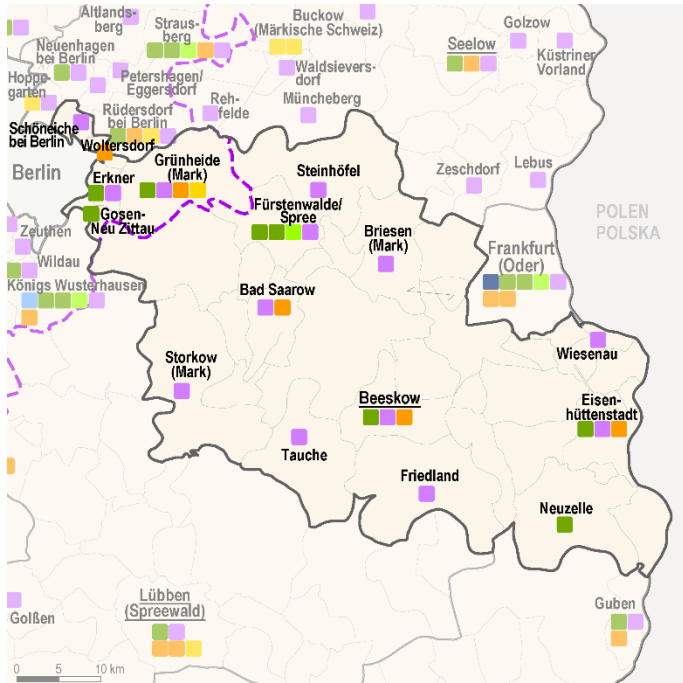 Altlands-
berg
Straus-
berg
Buckow
(Märkische Schweiz)
Golzow
Küstriner
Vorland
Seelow
Neuenhagen
bei Berlin
Petershagen/
Eggersdorf
Waldsievers-
dorf
Hoppe-
garten
Rüdersdorf
bei Berlin
Reh-
felde
Müncheberg
Schöneiche
bei Berlin
Woltersdorf
Berlin
Erkner
Grünheide
(Mark)
Steinhöfel
Zeschdorf
Lebus
Gosen-
Neu Zittau
Fürstenwalde/
Spree
Briesen
(Mark)
POLEN
POLSKA
Zeuthen
Wildau
Königs Wusterhausen
Frankfurt
(Oder)
Bad Saarow
Storkow
(Mark)
Wiesenau
Beeskow
Eisen-
hüttenstadt
Tauche
Friedland
Neuzelle
Lübben
(Spreewald)
Golßen
Guben
0 5 10 km